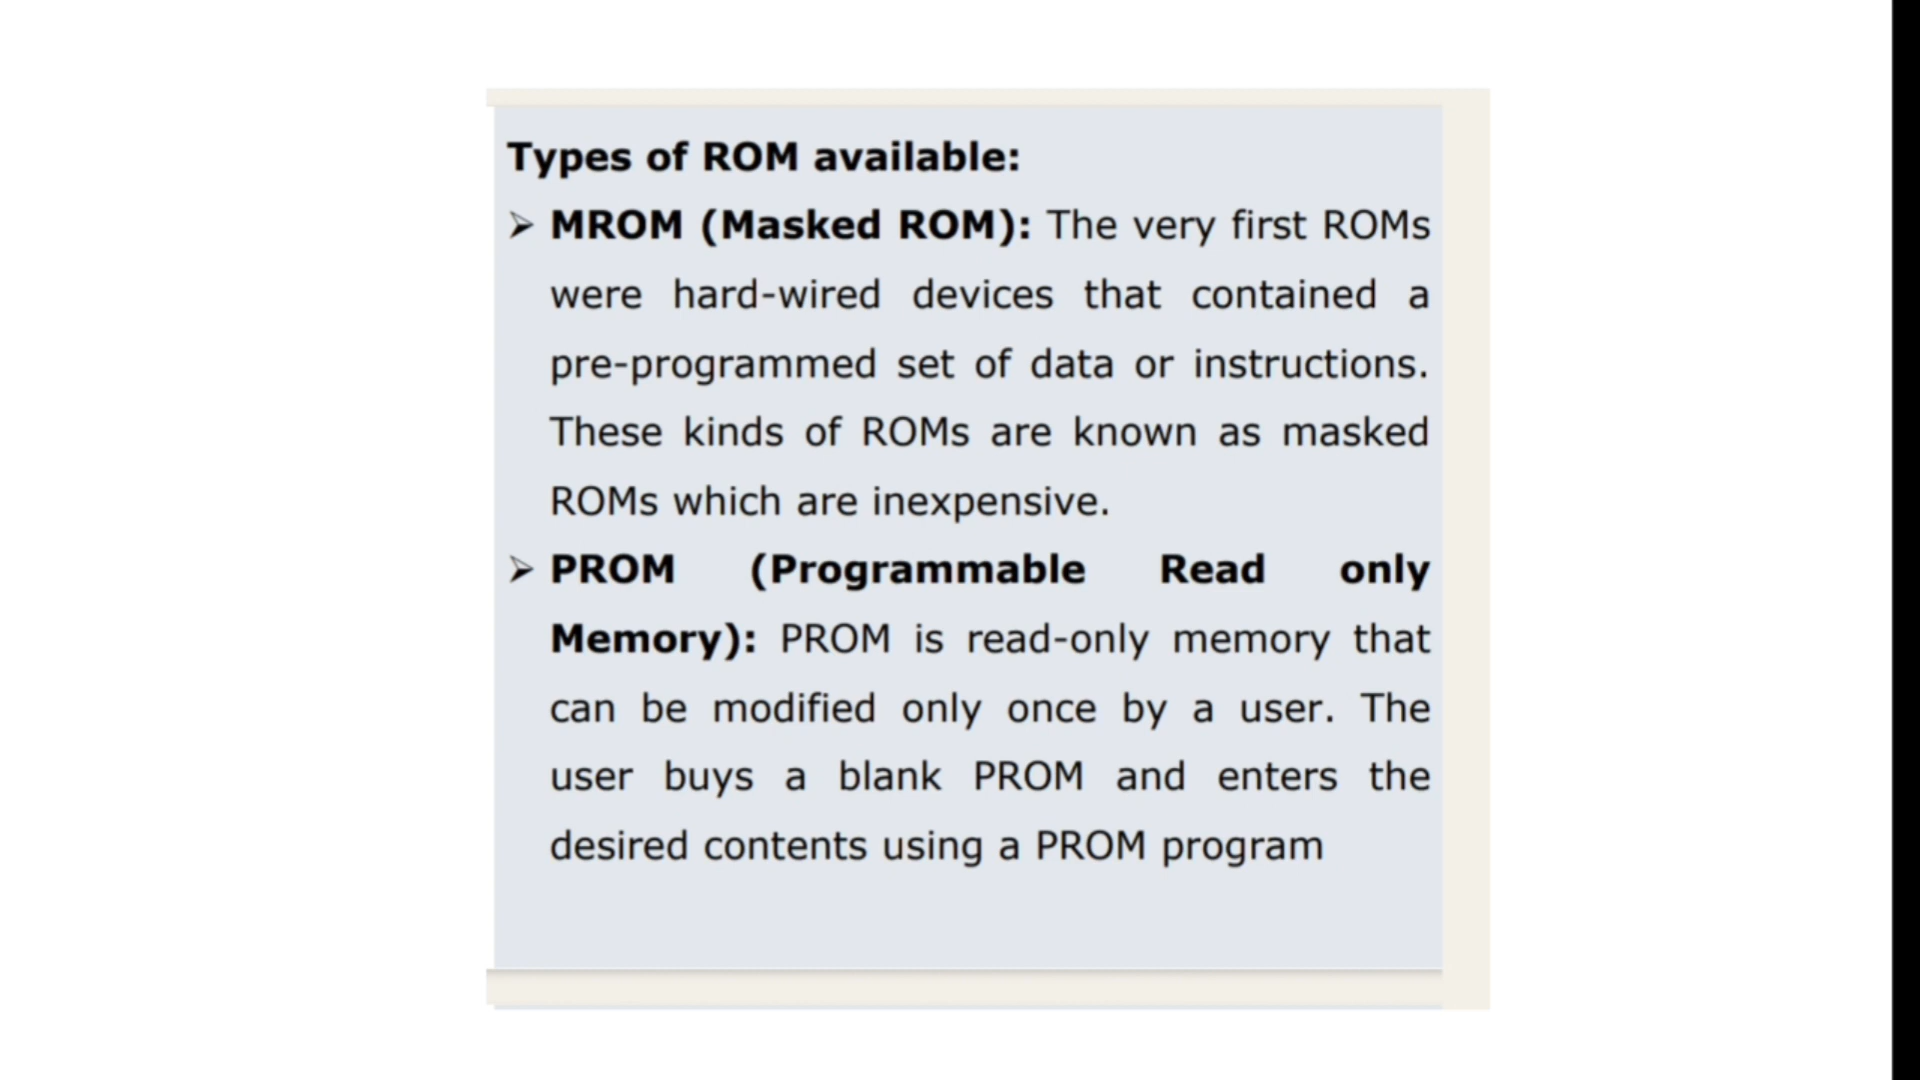 Types of ROM available:
➢ MROM (Masked ROM): The very first ROMs
were hard-wired devices that contained a
pre-programmed set of data or instructions.
These kinds of ROMs are known as masked
ROMs which are inexpensive.
➢ PROM (Programmable Read only
Memory): PROM is read-only memory that
can be modified only once by a user. The
user buys a blank PROM and enters the
desired contents using a PROM program